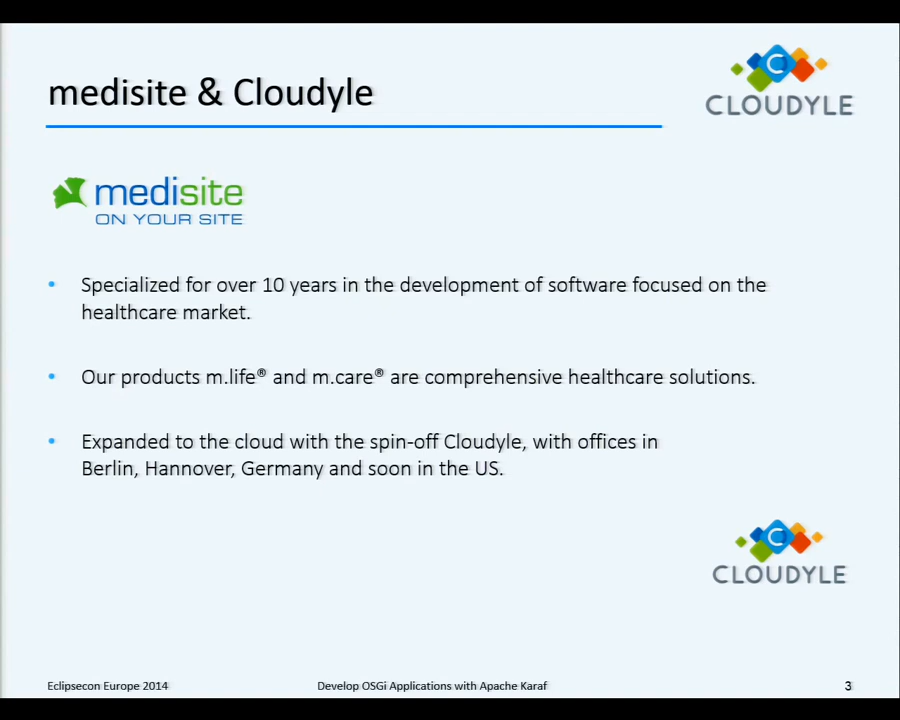 medisite & Cloudyle
CLOUDYLE
medisite
ON YOUR SITE
• Specialized for over 10 years in the development of software focused on the
healthcare market.
• Our products m.life® and m.care® are comprehensive healthcare solutions.
• Expanded to the cloud with the spin-off Cloudyle, with offices in
Berlin, Hannover, Germany and soon in the US.
CLOUDYLE
Eclipsecon Europe 2014 Develop OSGi Applications with Apache Karaf 3